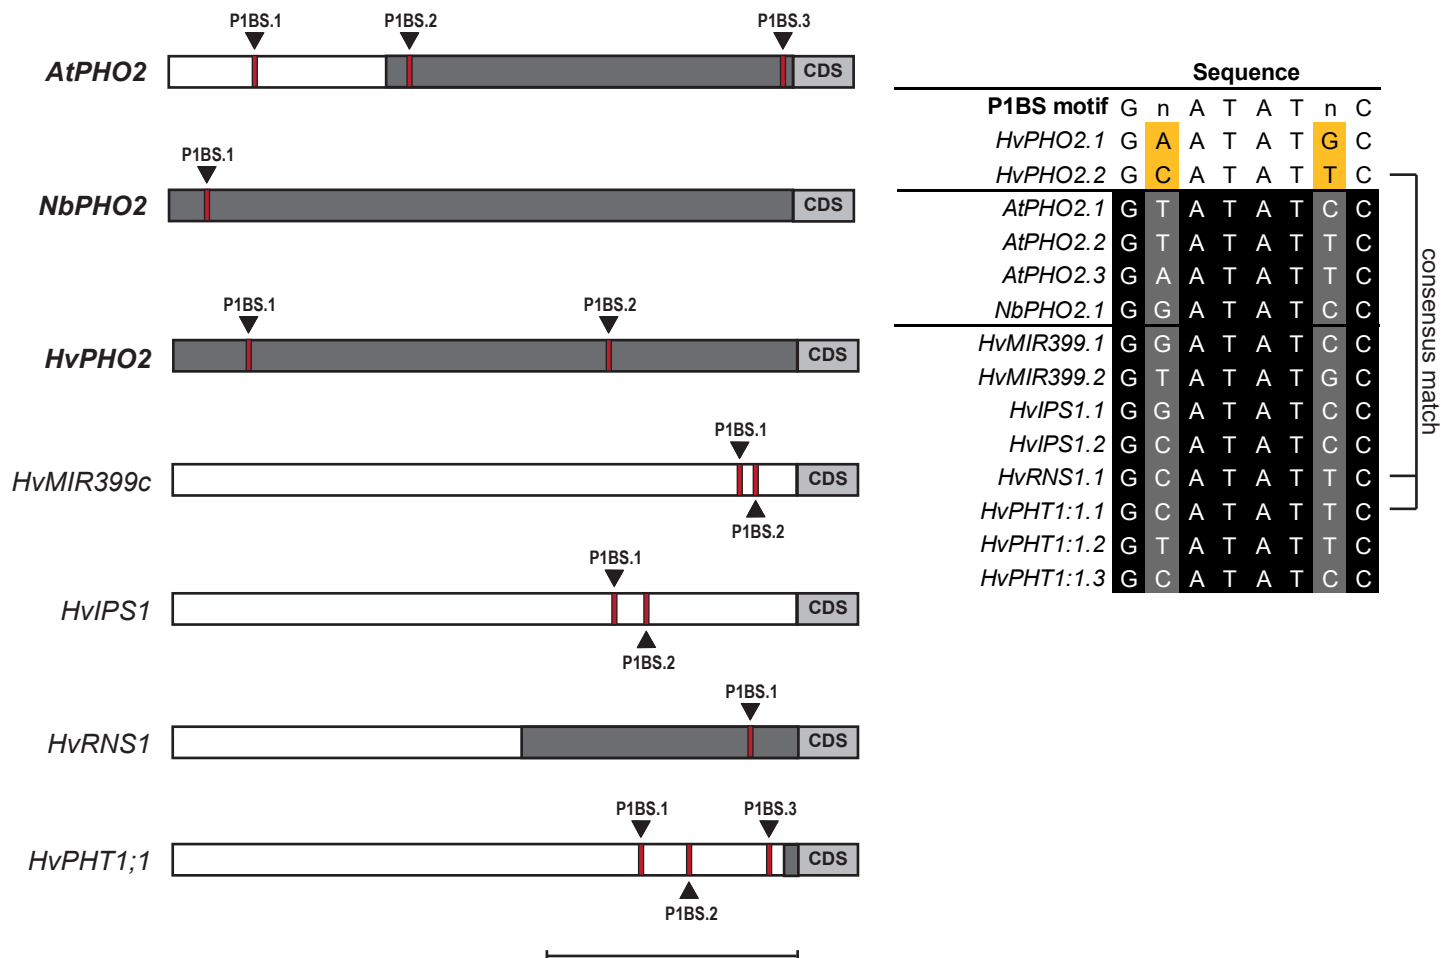 P1BS.1 P1BS.2 P1BS.3
AtPHO2 CDS
P1BS.1
NbPHO2 CDS
P1BS.1 P1BS.2
HvPHO2 CDS
P1BS.1
HvMIR399c CDS
P1BS.2
P1BS.1
HvIPS1 CDS
P1BS.2
P1BS.1
HvRNS1 CDS
P1BS.1 P1BS.3
HvPHT1;1 CDS
P1BS.2
Sequence
P1BS motif G n A T A T n C
HvPHO2.1 G A A T A T G C
HvPHO2.2 G C A T A T T C
AtPHO2.1 G T A T A T C C
AtPHO2.2 G T A T A T T C
AtPHO2.3 G A A T A T T C
NbPHO2.1 G G A T A T C C
HvMIR399.1 G G A T A T C C
HvMIR399.2 G T A T A T G C
HvIPS1.1 G G A T A T C C
HvIPS1.2 G C A T A T C C
HvRNS1.1 G C A T A T T C
HvPHT1:1.1 G C A T A T T C
HvPHT1:1.2 G T A T A T T C
HvPHT1:1.3 G C A T A T C C
consensus match